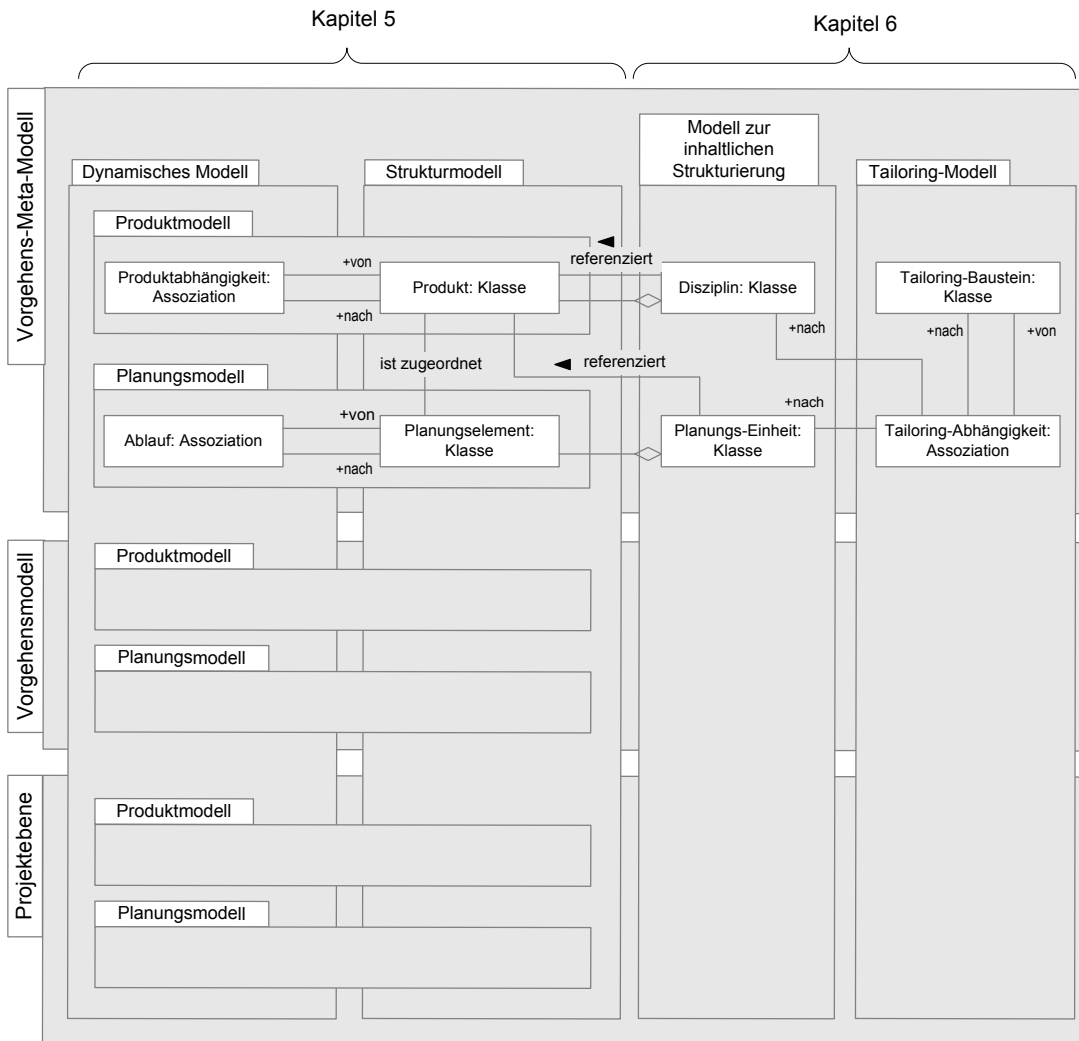 Kapitel 5
Kapitel 6
Vorgehens-Meta-Modell
Dynamisches Modell
Strukturmodell
Modell zur
inhaltlichen
Strukturierung
Tailoring-Modell
Produktmodell
Produktabhängigkeit:
Assoziation
+von
+nach
Produkt: Klasse
referenziert
Disziplin: Klasse
Tailoring-Baustein:
Klasse
+nach
+nach
+von
ist zugeordnet
referenziert
Planungsmodell
Ablauf: Assoziation
+von
+nach
Planungselement:
Klasse
Planungs-Einheit:
Klasse
+nach
Tailoring-Abhängigkeit:
Assoziation
Vorgehensmodell
Produktmodell
Planungsmodell
Projektebene
Produktmodell
Planungsmodell